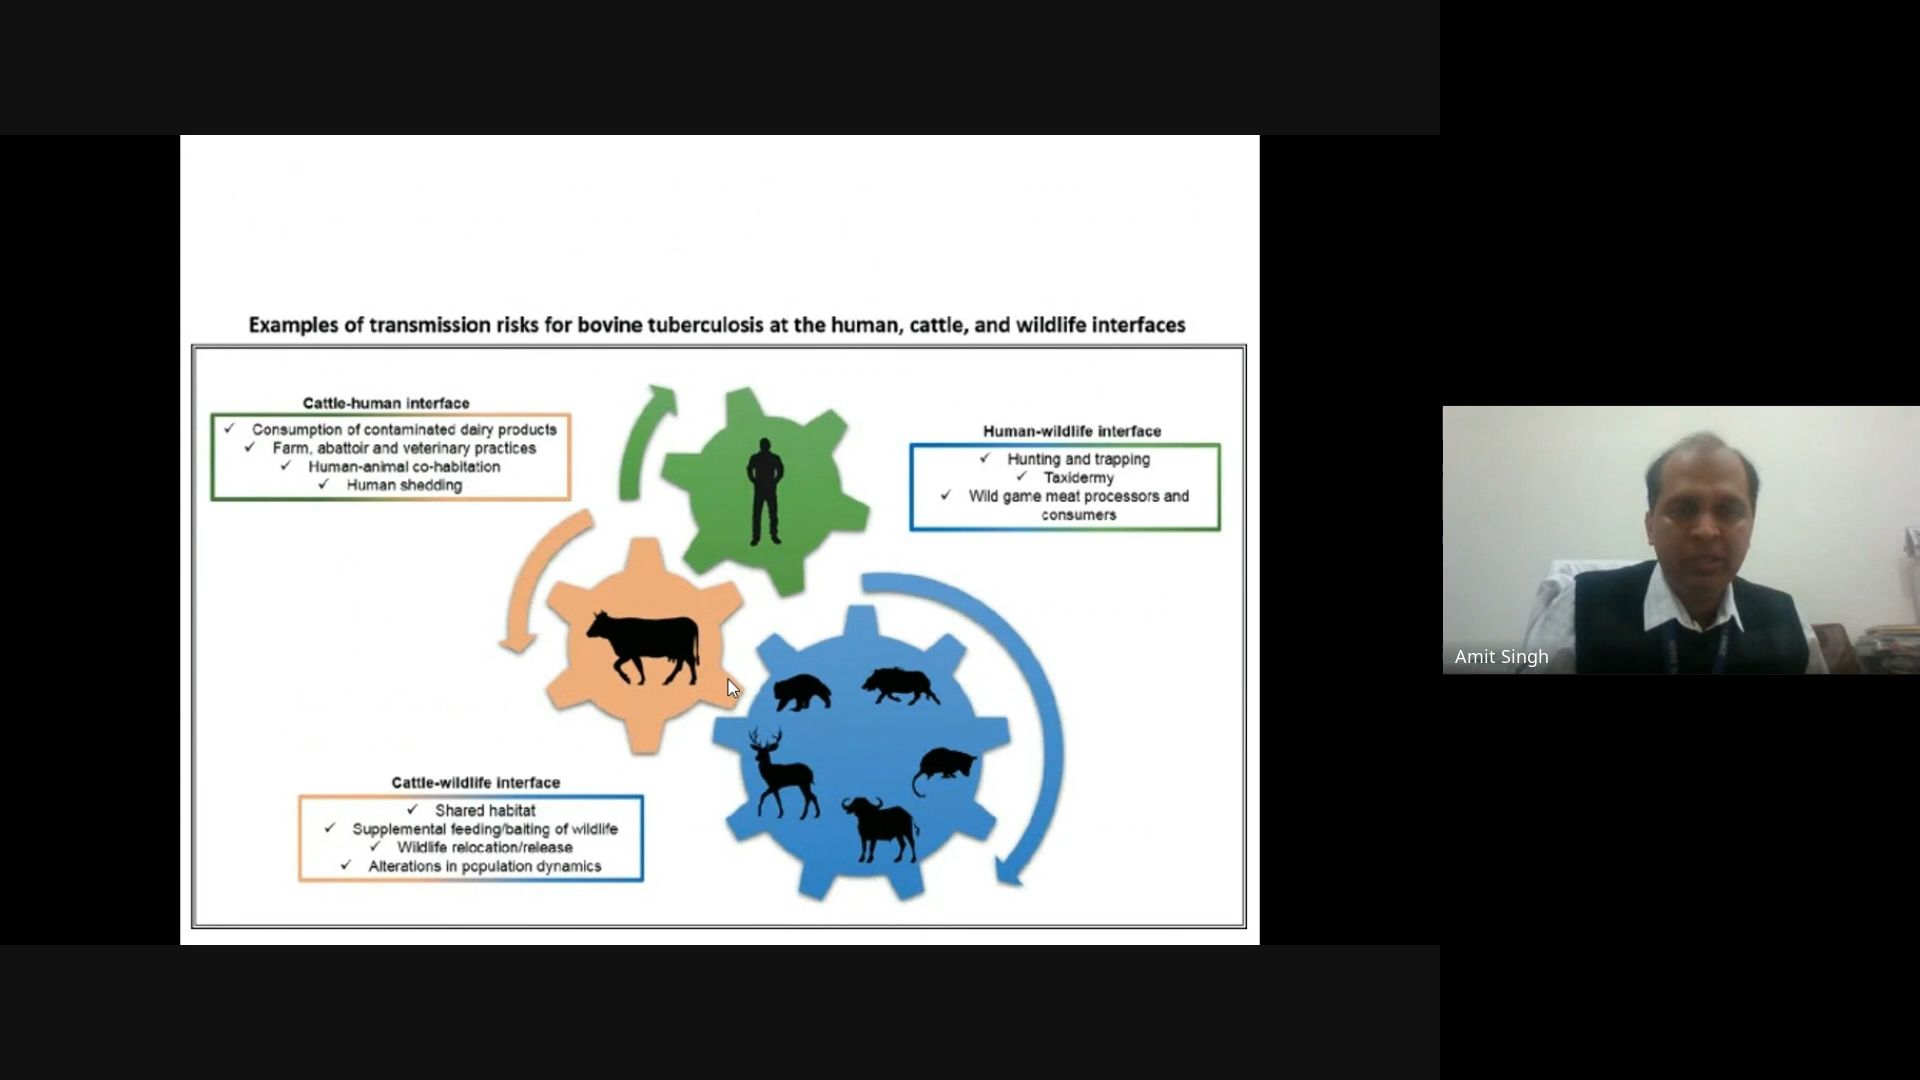 Examples of transmission risks for bovine tuberculosis at the human, cattle, and wildlife interfaces
Cattle-human interface
✓ Consumption of contaminated dairy products
✓ Farm, abattoir and veterinary practices
✓ Human-animal co-habitation
✓ Human shedding
Human-wildlife interface
✓ Hunting and trapping
✓ Taxidermy
✓ Wild game meat processors and
consumers
Cattle-wildlife interface
✓ Shared habitat
✓ Supplemental feeding/baiting of wildlife
✓ Wildlife relocation/release
✓ Alterations in population dynamics
Amit Singh